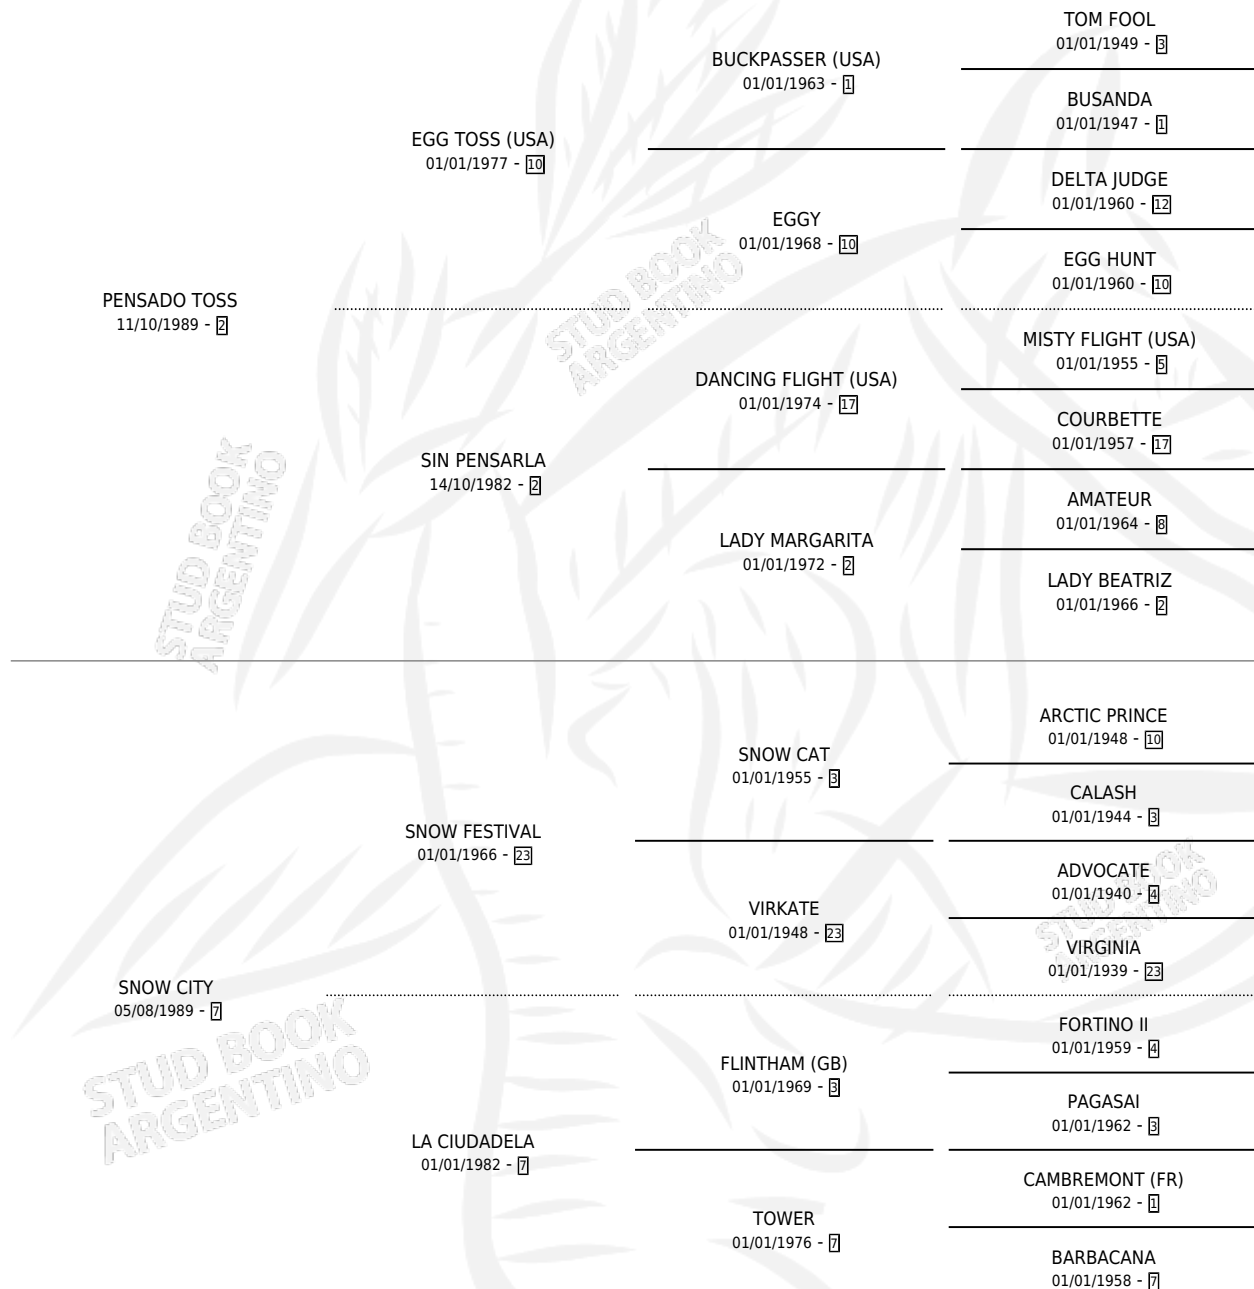 TOM FOOL
01/01/1949 - 3
BUCKPASSER (USA)
01/01/1963 - 1
BUSANDA
01/01/1947 - 1
EGG TOSS (USA)
01/01/1977 - 10
DELTA JUDGE
01/01/1960 - 12
EGGY
01/01/1968 - 10
EGG HUNT
01/01/1960 - 10
PENSADO TOSS
11/10/1989 - 2
MISTY FLIGHT (USA)
01/01/1955 - 5
DANCING FLIGHT (USA)
01/01/1974 - 17
COURBETTE
01/01/1957 - 17
SIN PENSARLA
14/10/1982 - 2
AMATEUR
01/01/1964 - 8
LADY MARGARITA
01/01/1972 - 2
LADY BEATRIZ
01/01/1966 - 2
ARCTIC PRINCE
01/01/1948 - 10
SNOW CAT
01/01/1955 - 3
CALASH
01/01/1944 - 3
SNOW FESTIVAL
01/01/1966 - 23
ADVOCATE
01/01/1940 - 4
VIRKATE
01/01/1948 - 23
VIRGINIA
01/01/1939 - 23
SNOW CITY
05/08/1989 - 7
FORTINO II
01/01/1959 - 4
FLINTHAM (GB)
01/01/1969 - 3
PAGASAI
01/01/1962 - 3
LA CIUDADELA
01/01/1982 - 7
CAMBREMONT (FR)
01/01/1962 - 1
TOWER
01/01/1976 - 7
BARBACANA
01/01/1958 - 7
STUD BOOK
ARGENTINO
STUD BOOK
ARGENTINO
STUD BOOK
ARGENTINO
STUD BOOK
ARGENTINO